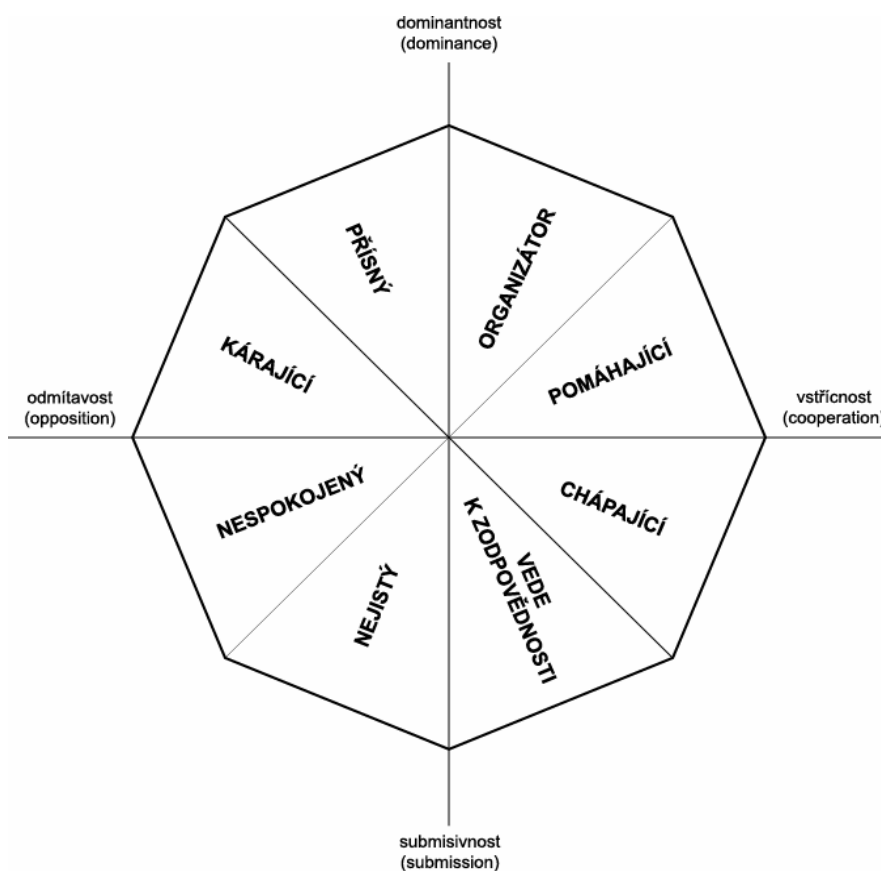 dominantnost
(dominance)
PŘÍSNÝ
ORGANIZÁTOR
KÁRAJÍCÍ
POMÁHAJÍCÍ
odmítavost
(opposition)
vstřícnost
(cooperation)
NESPOKOJENÝ
CHÁPAJÍCÍ
NEJISTÝ
VEDE
K ZODPOVĚDNOSTI
submisivnost
(submission)